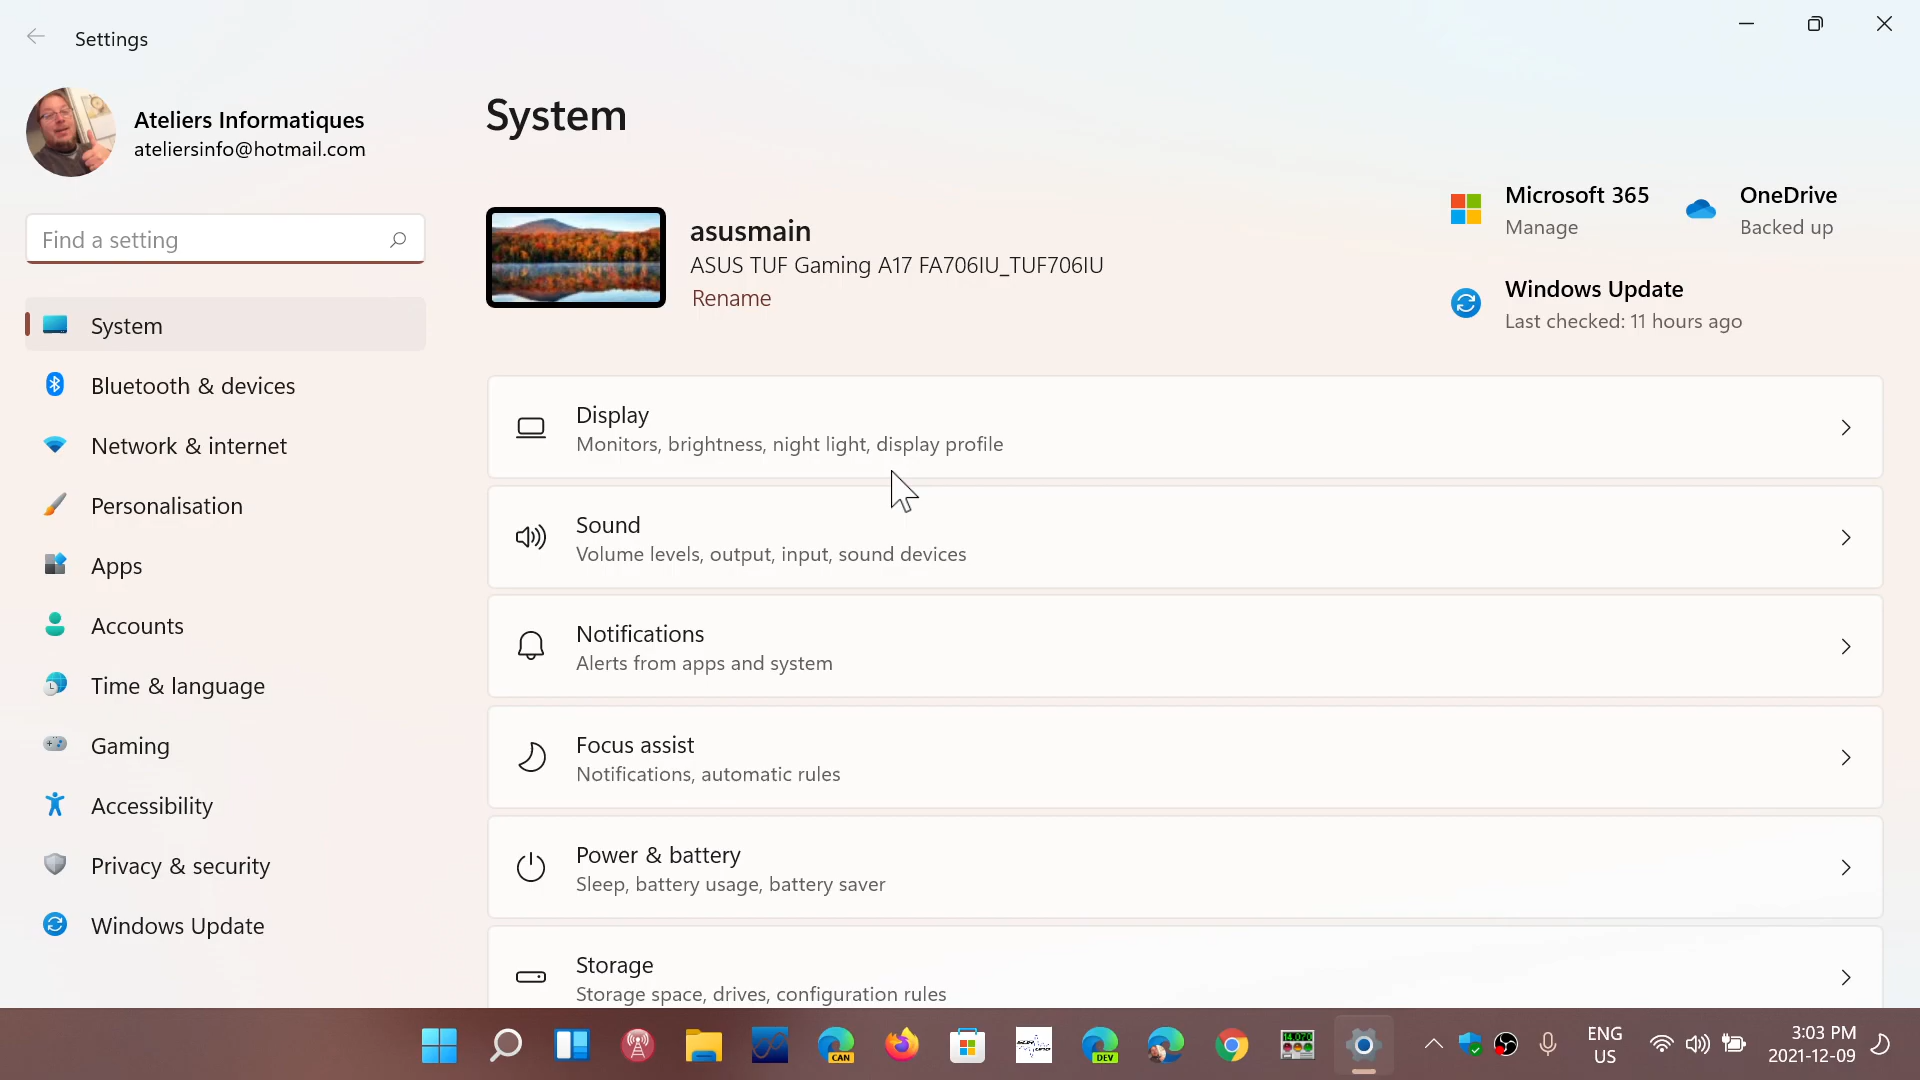 Settings
Ateliers Informatiques
ateliersinfo@hotmail.com
Find a setting
System
Bluetooth & devices
Network & internet
Personalisation
Apps
Accounts
Time & language
Gaming
Accessibility
Privacy & security
Windows Update
System
asusmain
ASUS TUF Gaming A17 FA706IU_TUF706IU
Rename
Microsoft 365
Manage
OneDrive
Backed up
Windows Update
Last checked: 11 hours ago
Display
Monitors, brightness, night light, display profile
Sound
Volume levels, output, input, sound devices
Notifications
Alerts from apps and system
Focus assist
Notifications, automatic rules
Power & battery
Sleep, battery usage, battery saver
Storage
Storage space, drives, configuration rules
CAN
DEV
ENG
US
3:03 PM
2021-12-09